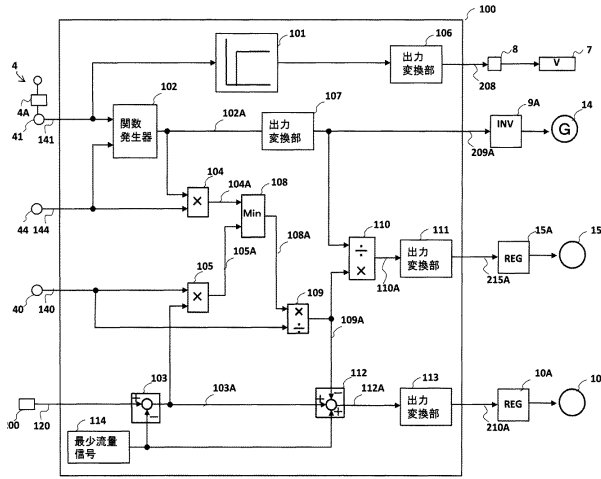 100
101
106
出力
変換部
8
7
V
208
4
4A
41
141
102
関数
発生器
102A
107
出力
変換部
9A
INV
14
G
209A
104
×
104A
108
Min
44
144
108A
110
÷
×
110A
111
出力
変換部
15A
REG
15
215A
105
×
105A
40
140
109
×
÷
109A
103
+
−
103A
112
−
+
+
112A
113
出力
変換部
10A
REG
10
210A
200
120
114
最少流量
信号